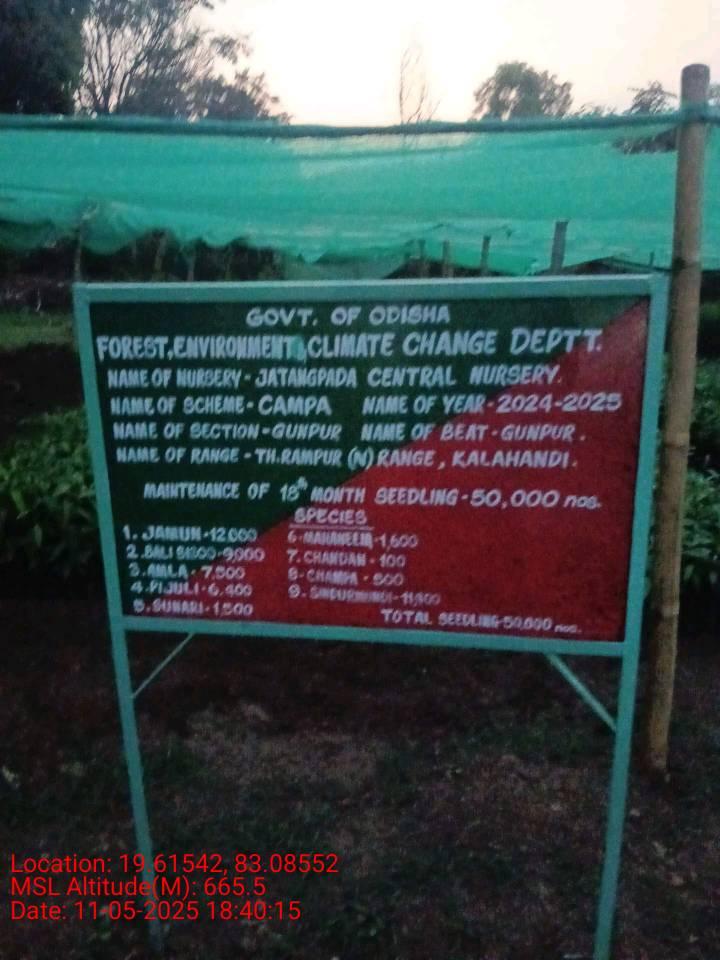 GOVT. OF ODISHA
FOREST, ENVIRONMENT, CLIMATE CHANGE DEPTT.
NAME OF NURSERY - JATANGPADA CENTRAL NURSERY.
NAME OF SCHEME - CAMPA NAME OF YEAR - 2024-2025
NAME OF SECTION - GUNPUR NAME OF BEAT - GUNPUR.
NAME OF RANGE - TH.RAMPUR (N) RANGE, KALAHANDI.
MAINTENANCE OF 18th MONTH SEEDLING - 50,000 nos.
SPECIES
1. JAMUN - 12,000
2. BALI - 9,000
3. AMLA - 7,500
4. PIJULI - 6,400
5. SUNARI - 1,500
6. MAHANEEM - 1,600
7. CHANDAN - 100
8. CHAMPA - 500
9.
TOTAL SEEDLING - 50,000 nos.
Location: 19.61542, 83.08552
MSL Altitude(M): 665.5
Date: 11-05-2025 18:40:15